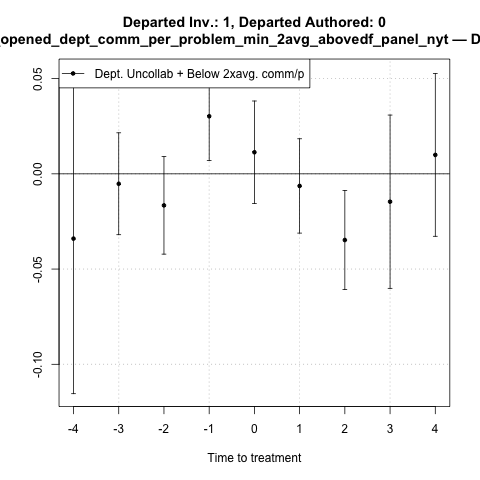 Departed Inv.: 1, Departed Authored: 0
opened_dept_comm_per_problem_min_2avg_abovedf_panel_nyt — D
Dept. Uncollab + Below 2xavg. comm/p
0.05
0.00
-0.05
-0.10
-4 -3 -2 -1 0 1 2 3 4
Time to treatment